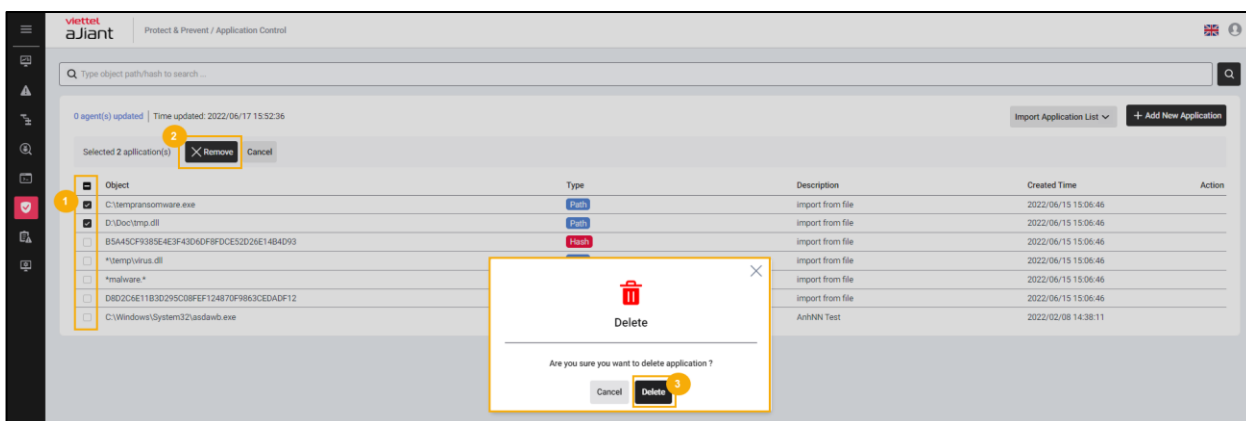 viettel
aJiant
Protect & Prevent / Application Control
Type object path/hash to search ...
0 agent(s) updated | Time updated: 2022/06/17 15:52:36
Import Application List
+ Add New Application
2
Selected 2 apllication(s)
Remove
Cancel
Object Type Description Created Time Action
1
C:\tempransomware.exe Path import from file 2022/06/15 15:06:46
D:\Doc\tmp.dll Path import from file 2022/06/15 15:06:46
B5A45CF9385E4E3F43D6DF8FDCE52D26E14B4D93 Hash import from file 2022/06/15 15:06:46
*\temp\virus.dll import from file 2022/06/15 15:06:46
*malware.* import from file 2022/06/15 15:06:46
D8D2C6E11B3D295C08FEF124870F9863CEDADF12 import from file 2022/06/15 15:06:46
C:\Windows\System32\asdawb.exe AnhNN Test 2022/02/08 14:38:11
Delete
Are you sure you want to delete application ?
Cancel
Delete
3